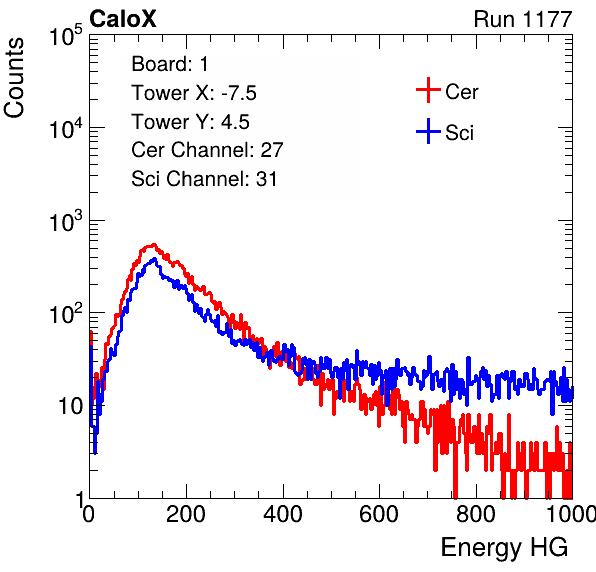 CaloX Run 1177
Counts
Board: 1
Tower X: -7.5
Tower Y: 4.5
Cer Channel: 27
Sci Channel: 31
Cer
Sci
10^5
10^4
10^3
10^2
10
1
0 200 400 600 800 1000
Energy HG